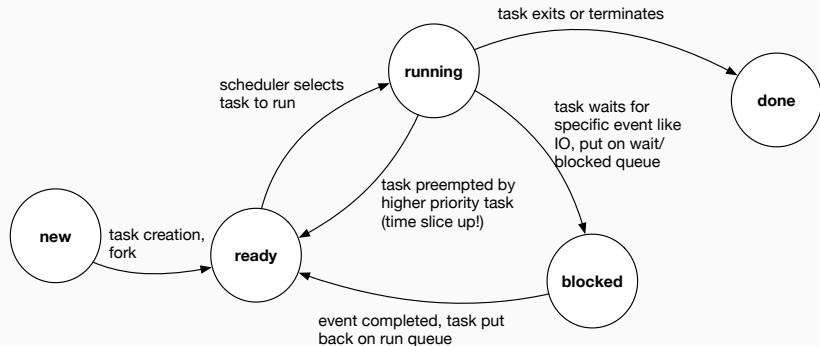 task exits or terminates
running
scheduler selects
task to run
done
task waits for
specific event like
IO, put on wait/
blocked queue
task preempted by
higher priority task
(time slice up!)
new
task creation,
fork
ready
blocked
event completed, task put
back on run queue